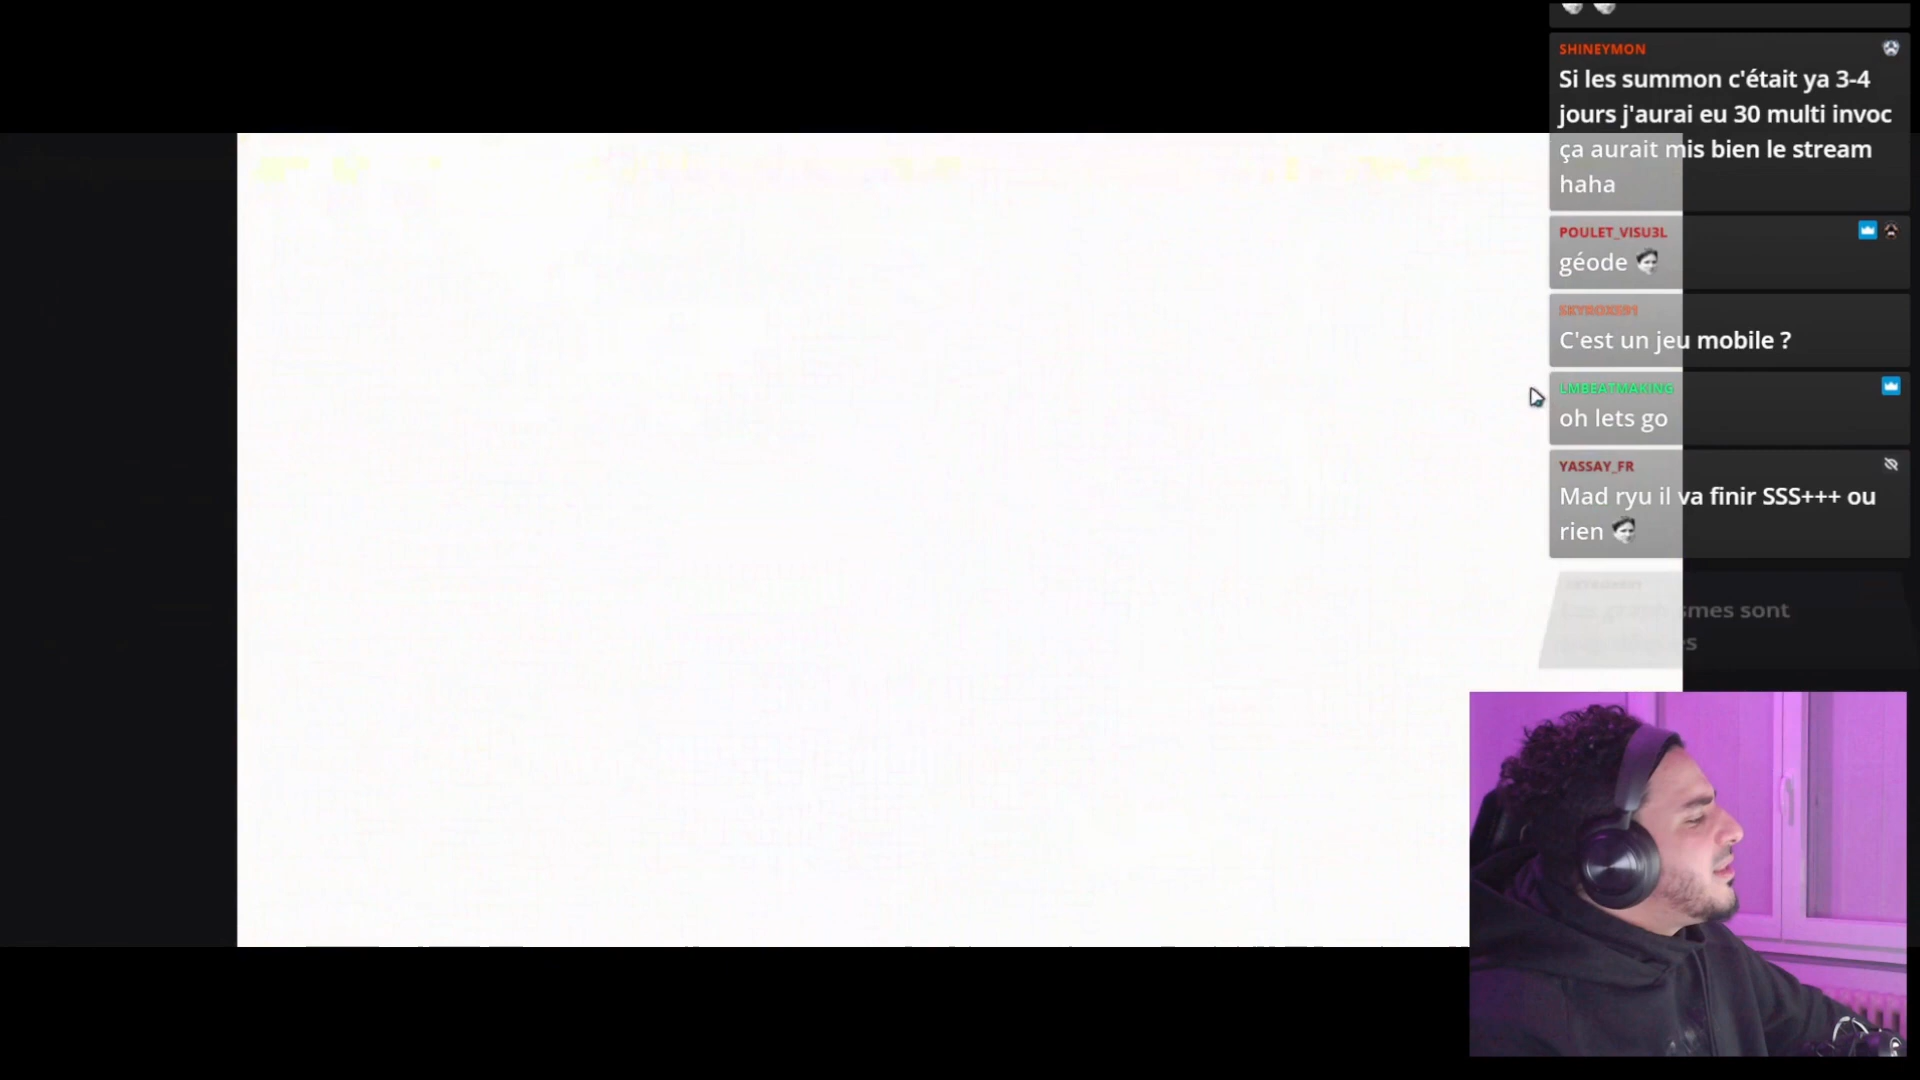 SHINEYMON
Si les summon c'était ya 3-4
jours j'aurai eu 30 multi invoc
ça aurait mis bien le stream
haha
POULET_VISU3L
géode
C'est un jeu mobile ?
LMBEATMAKING
oh lets go
YASSAY_FR
Mad ryu il va finir SSS+++ ou
rien
sont